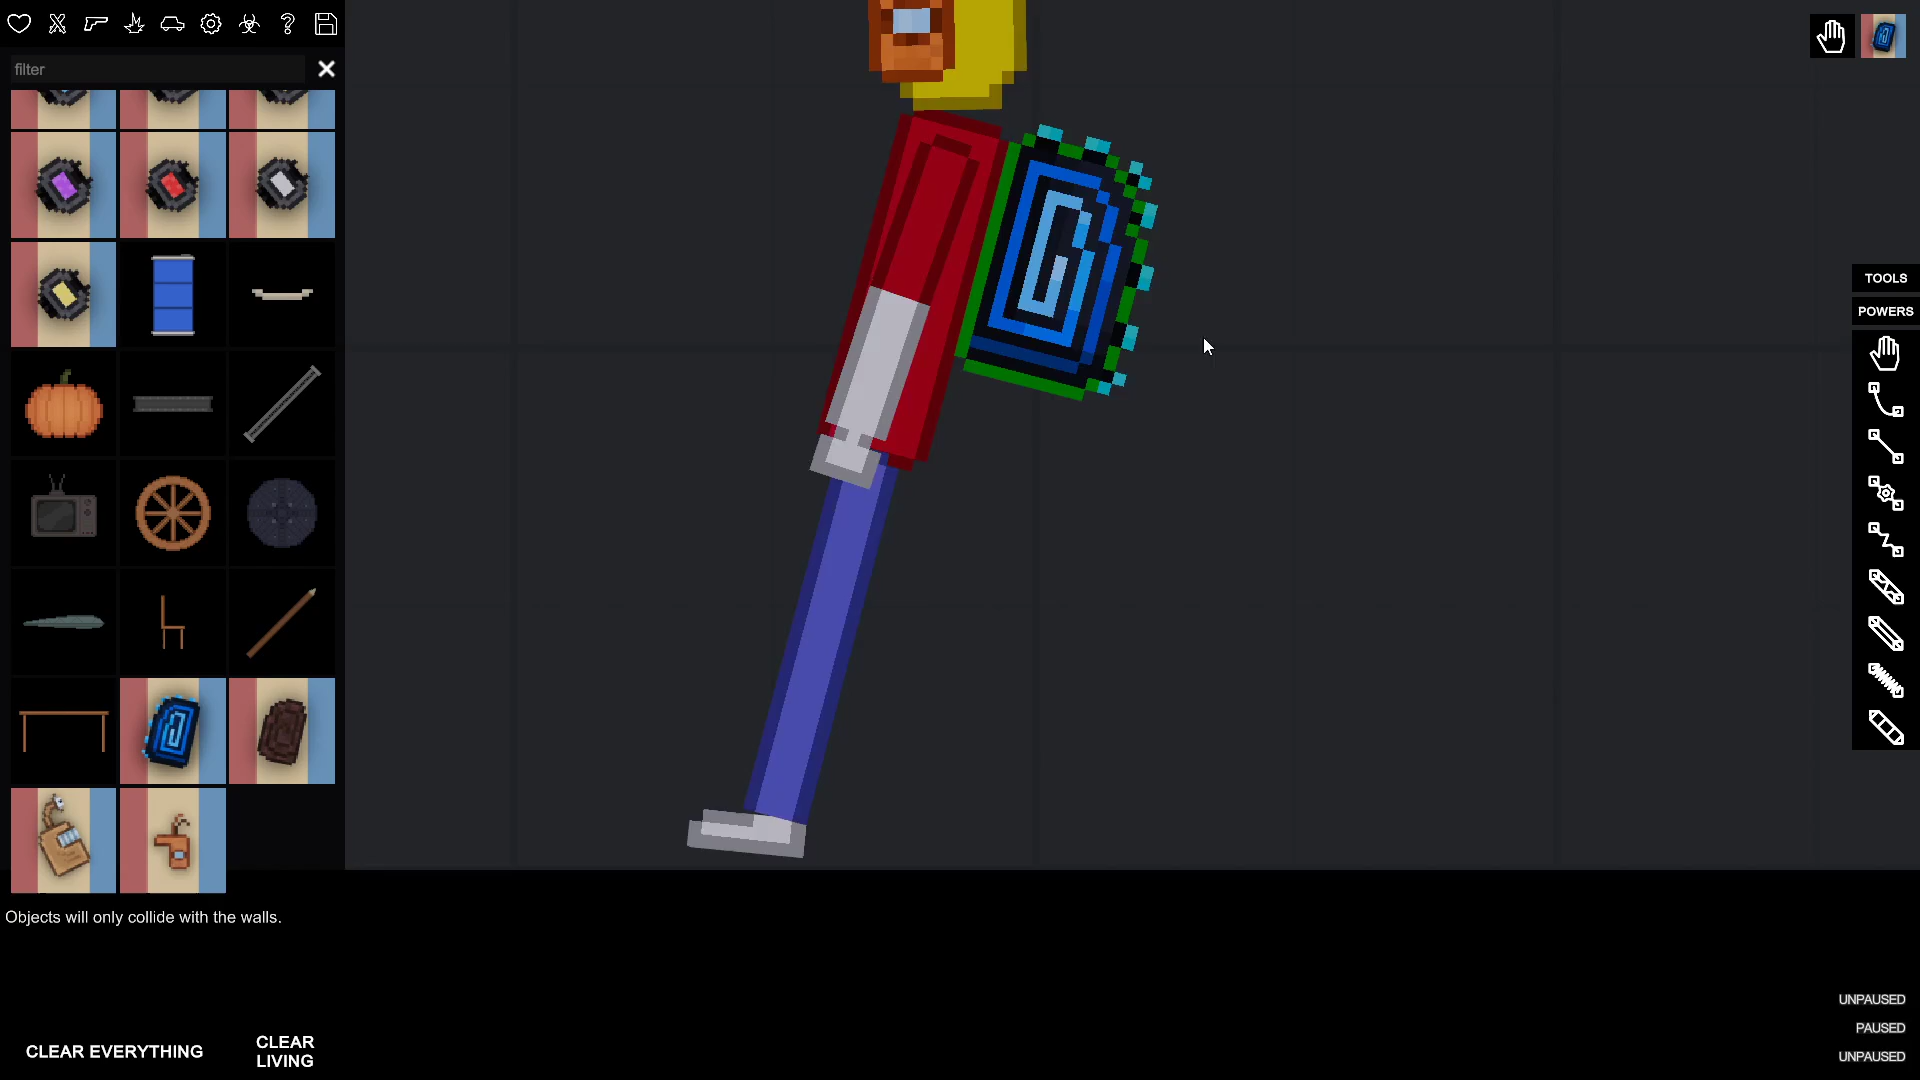 filter
TOOLS
POWERS
Objects will only collide with the walls.
UNPAUSED
PAUSED
UNPAUSED
CLEAR EVERYTHING
CLEAR
LIVING